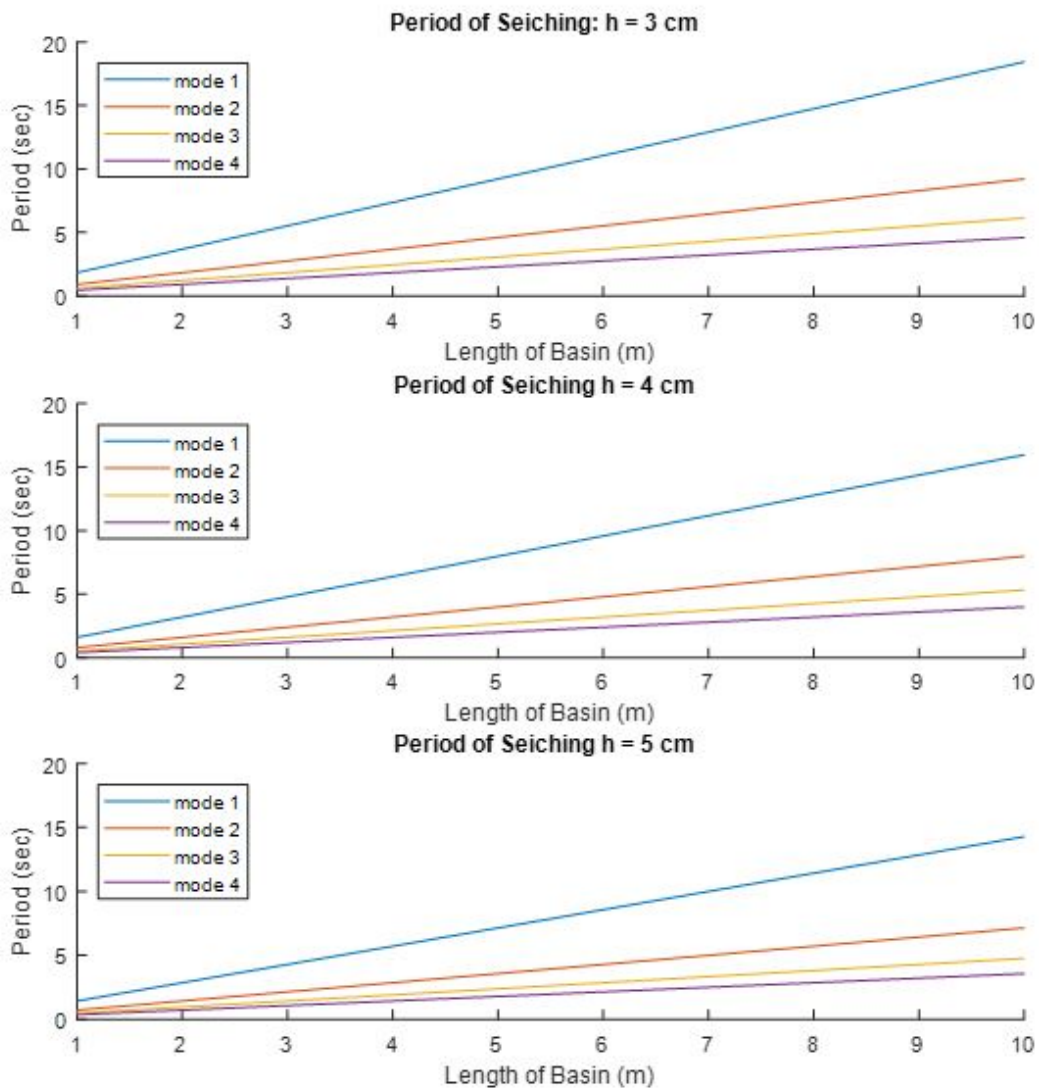 Period of Seiching: h = 3 cm
20
15
10
5
0
Period (sec)
mode 1
mode 2
mode 3
mode 4
1 2 3 4 5 6 7 8 9 10
Length of Basin (m)
Period of Seiching h = 4 cm
20
15
10
5
0
Period (sec)
mode 1
mode 2
mode 3
mode 4
1 2 3 4 5 6 7 8 9 10
Length of Basin (m)
Period of Seiching h = 5 cm
20
15
10
5
0
Period (sec)
mode 1
mode 2
mode 3
mode 4
1 2 3 4 5 6 7 8 9 10
Length of Basin (m)